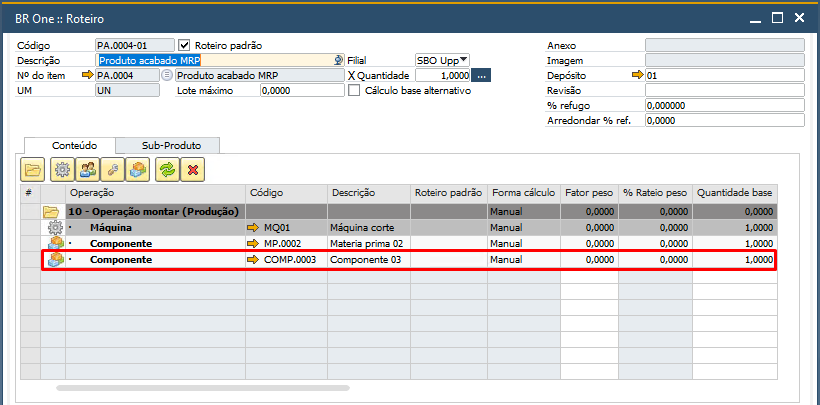 BR One :: Roteiro
Código PA.0004-01 Roteiro padrão Anexo
Descrição Produto acabado MRP Filial SBO Upp Imagem
Nº do item PA.0004 Produto acabado MRP X Quantidade 1,0000 ... Depósito 01
UM UN Lote máximo 0,0000 Cálculo base alternativo Revisão
% refugo 0,000000
Arredondar % ref. 0,0000
Conteúdo Sub-Produto
# Operação Código Descrição Roteiro padrão Forma cálculo Fator peso % Rateio peso Quantidade base
10 - Operação montar (Produção) Manual 0,0000 0,0000 0,0000
Máquina MQ01 Máquina corte Manual 0,0000 0,0000 1,0000
Componente MP.0002 Materia prima 02 Manual 0,0000 0,0000 1,0000
Componente COMP.0003 Componente 03 Manual 0,0000 0,0000 1,0000